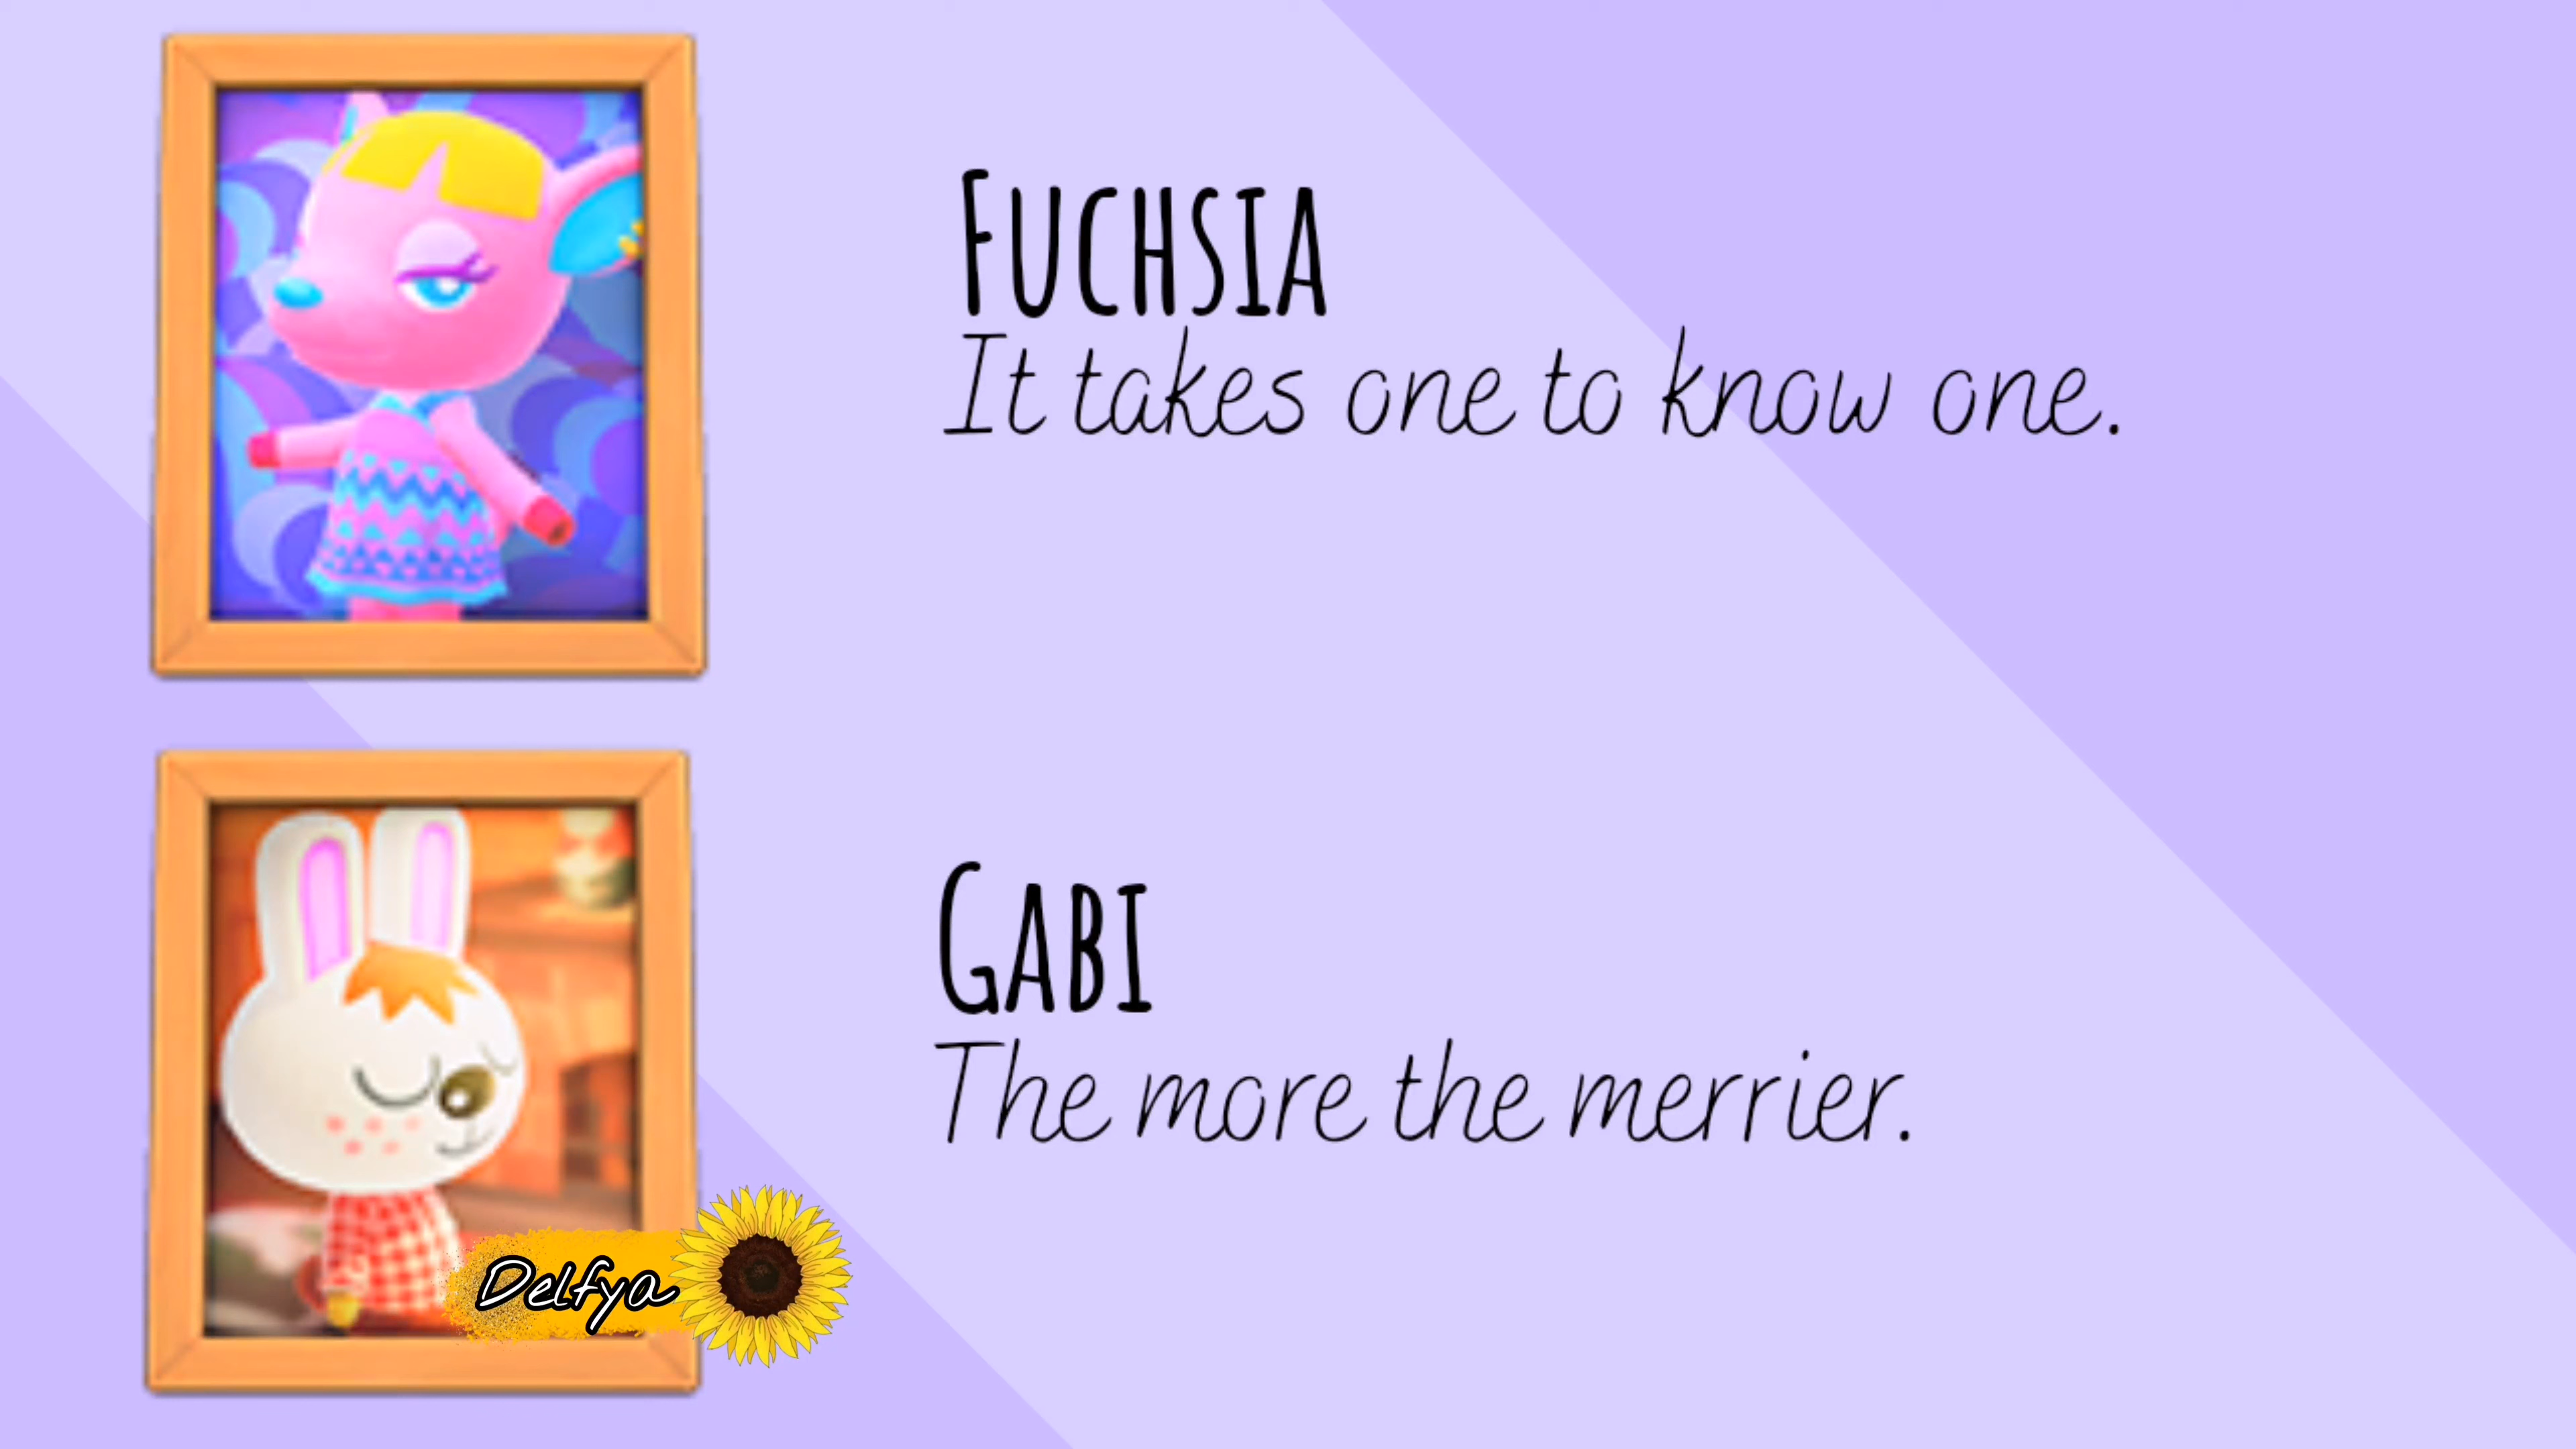 Fuchsia
It takes one to know one.
Gabi
The more the merrier.
Delfya